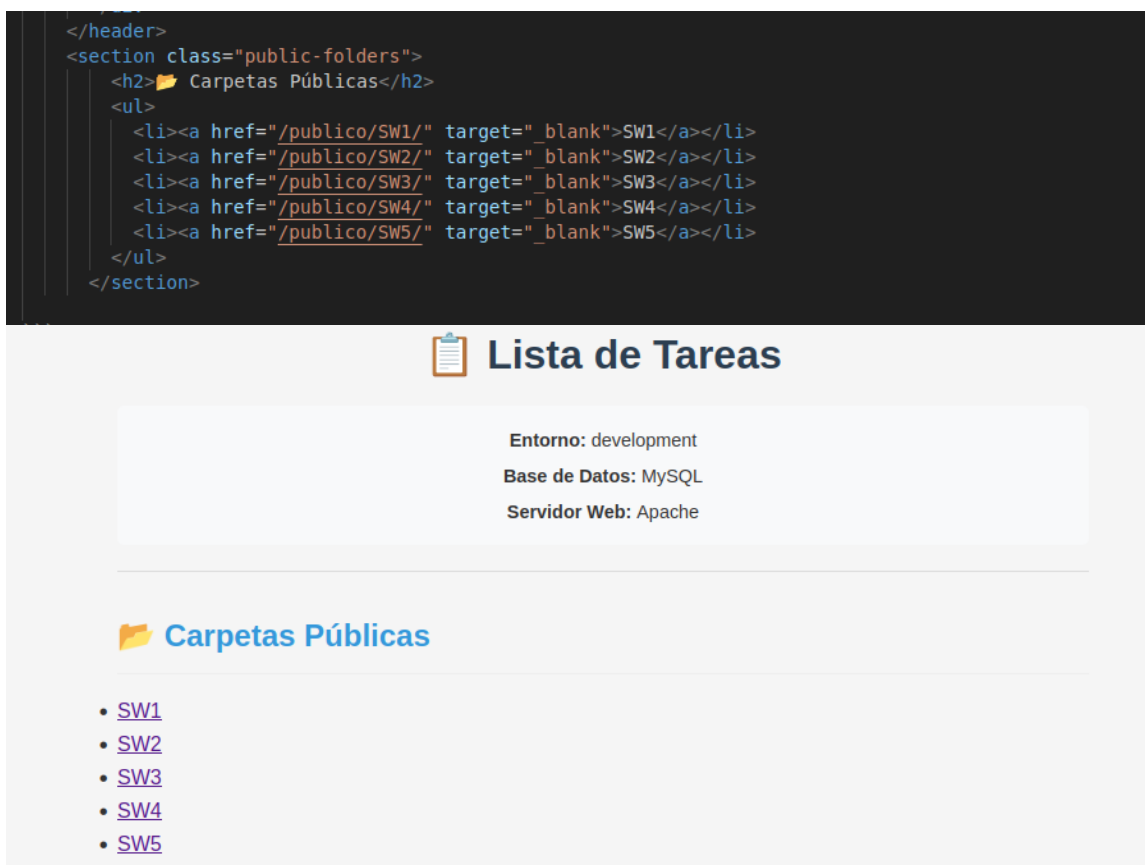 </header>
<section class="public-folders">
<h2>📂 Carpetas Públicas</h2>
<ul>
<li><a href="/publico/SW1/" target="_blank">SW1</a></li>
<li><a href="/publico/SW2/" target="_blank">SW2</a></li>
<li><a href="/publico/SW3/" target="_blank">SW3</a></li>
<li><a href="/publico/SW4/" target="_blank">SW4</a></li>
<li><a href="/publico/SW5/" target="_blank">SW5</a></li>
</ul>
</section>
📋 Lista de Tareas
Entorno: development
Base de Datos: MySQL
Servidor Web: Apache
📂 Carpetas Públicas
• SW1
• SW2
• SW3
• SW4
• SW5